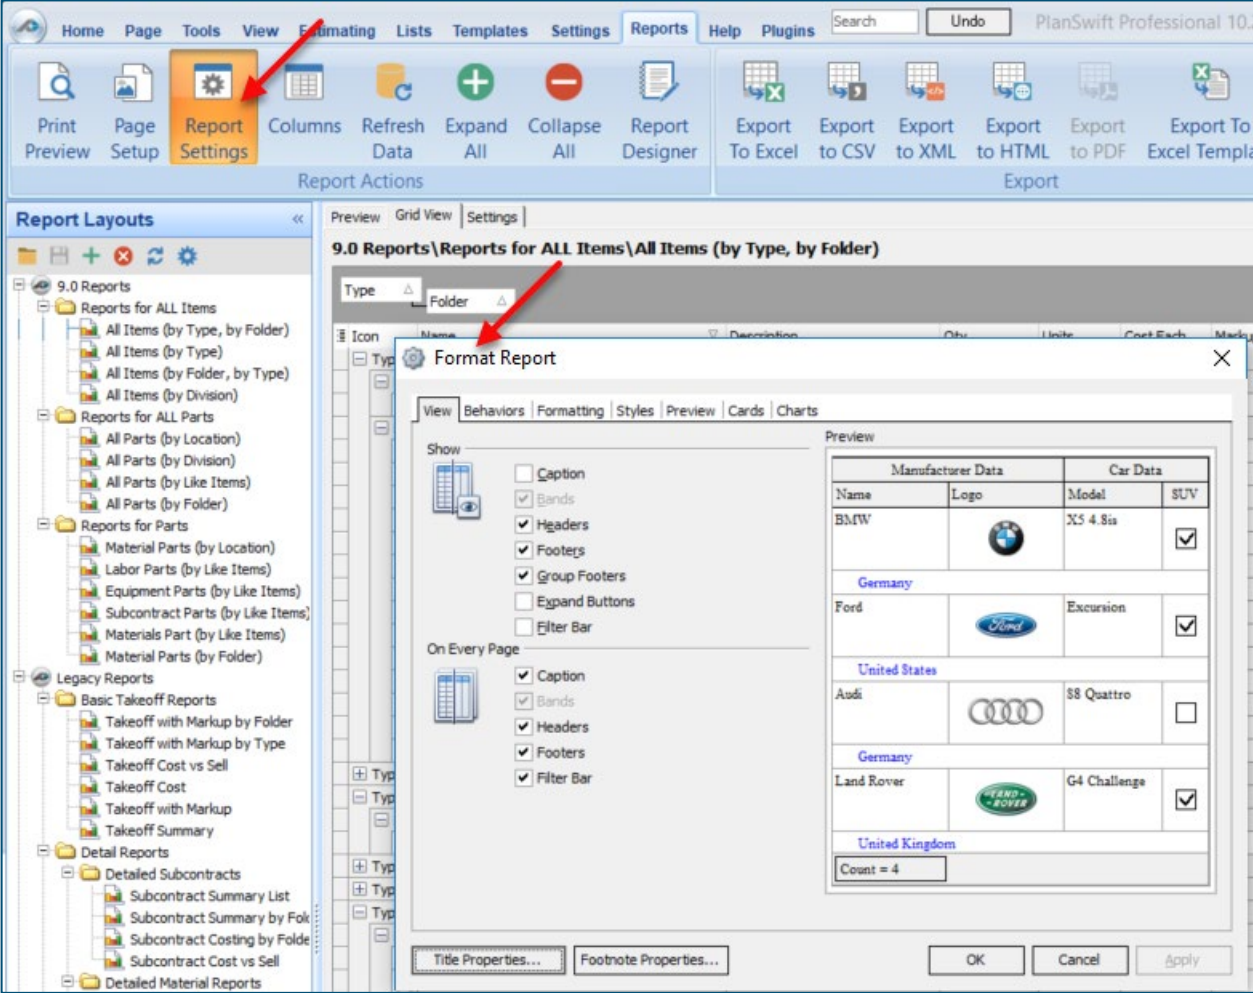 Home Page Tools View Estimating Lists Templates Settings Reports Help Plugins Search Undo PlanSwift Professional 10.
Print Preview
Page Setup
Report Settings
Columns
Refresh Data
Expand All
Collapse All
Report Designer
Export To Excel
Export to CSV
Export to XML
Export to HTML
Export to PDF
Export To Excel Templa
Report Actions
Export
Report Layouts «
9.0 Reports
Reports for ALL Items
All Items (by Type, by Folder)
All Items (by Type)
All Items (by Folder, by Type)
All Items (by Division)
Reports for ALL Parts
All Parts (by Location)
All Parts (by Division)
All Parts (by Like Items)
All Parts (by Folder)
Reports for Parts
Material Parts (by Location)
Labor Parts (by Like Items)
Equipment Parts (by Like Items)
Subcontract Parts (by Like Items)
Materials Part (by Like Items)
Material Parts (by Folder)
Legacy Reports
Basic Takeoff Reports
Takeoff with Markup by Folder
Takeoff with Markup by Type
Takeoff Cost vs Sell
Takeoff Cost
Takeoff with Markup
Takeoff Summary
Detail Reports
Detailed Subcontracts
Subcontract Summary List
Subcontract Summary by Fold
Subcontract Costing by Folde
Subcontract Cost vs Sell
Detailed Material Reports
Preview Grid View Settings
9.0 Reports\Reports for ALL Items\All Items (by Type, by Folder)
Type
Folder
Icon Name Description Qty Units Cost Each Marku
Typ
Typ
Typ
Typ
Typ
Typ
Format Report
View Behaviors Formatting Styles Preview Cards Charts
Show
Caption
Bands
Headers
Footers
Group Footers
Expand Buttons
Filter Bar
On Every Page
Caption
Bands
Headers
Footers
Filter Bar
Preview
Manufacturer Data Car Data
Name Logo Model SUV
BMW X5 4.8is
Germany
Ford Ford Excursion
United States
Audi S8 Quattro
Germany
Land Rover LAND-ROVER G4 Challenge
United Kingdom
Count = 4
Title Properties... Footnote Properties... OK Cancel Apply